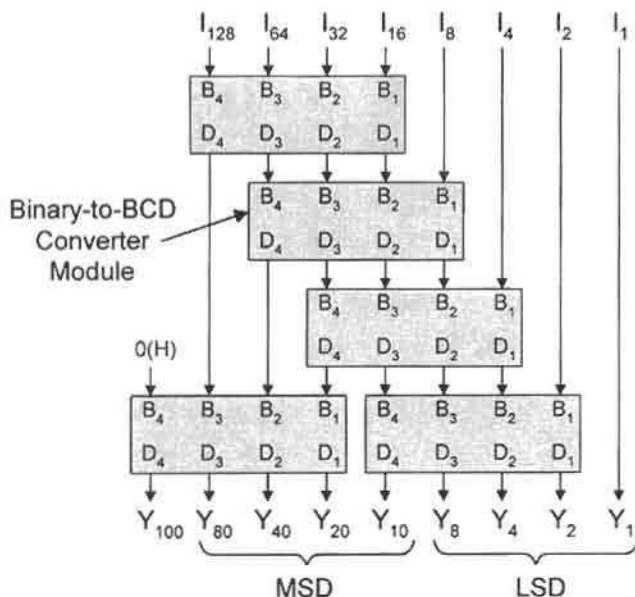 I128 I64 I32 I16 I8 I4 I2 I1
B4 B3 B2 B1
D4 D3 D2 D1
B4 B3 B2 B1
D4 D3 D2 D1
Binary-to-BCD
Converter
Module
B4 B3 B2 B1
D4 D3 D2 D1
0(H)
B4 B3 B2 B1 B4 B3 B2 B1
D4 D3 D2 D1 D4 D3 D2 D1
Y100 Y80 Y40 Y20 Y10 Y8 Y4 Y2 Y1
MSD LSD